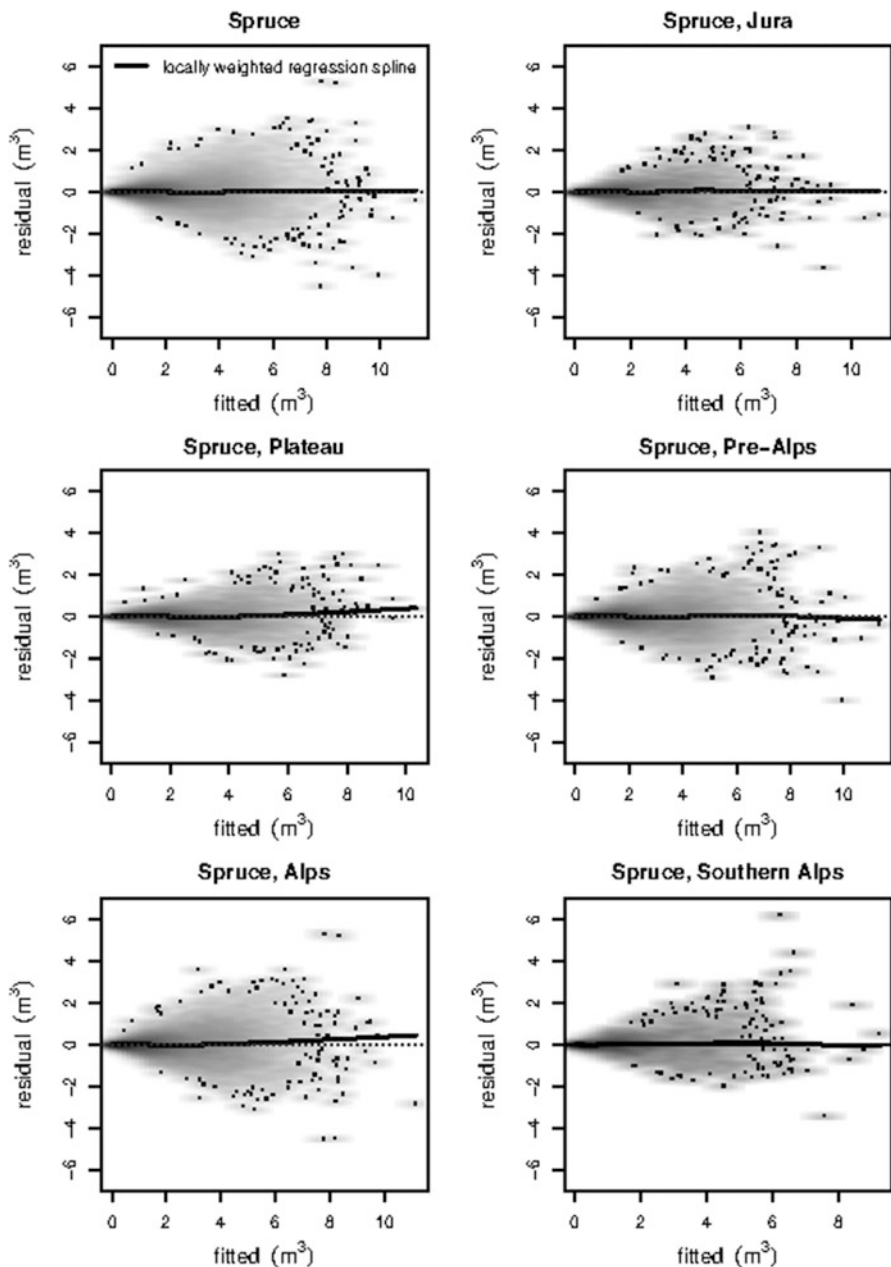 Spruce
Spruce, Jura
locally weighted regression spline
residual (m³)
6
4
2
0
-2
-4
-6
0 2 4 6 8 10
fitted (m³)
residual (m³)
6
4
2
0
-2
-4
-6
0 2 4 6 8 10
fitted (m³)
Spruce, Plateau
Spruce, Pre-Alps
residual (m³)
6
4
2
0
-2
-4
-6
0 2 4 6 8 10
fitted (m³)
residual (m³)
6
4
2
0
-2
-4
-6
0 2 4 6 8 10
fitted (m³)
Spruce, Alps
Spruce, Southern Alps
residual (m³)
6
4
2
0
-2
-4
-6
0 2 4 6 8 10
fitted (m³)
residual (m³)
6
4
2
0
-2
-4
-6
0 2 4 6 8
fitted (m³)